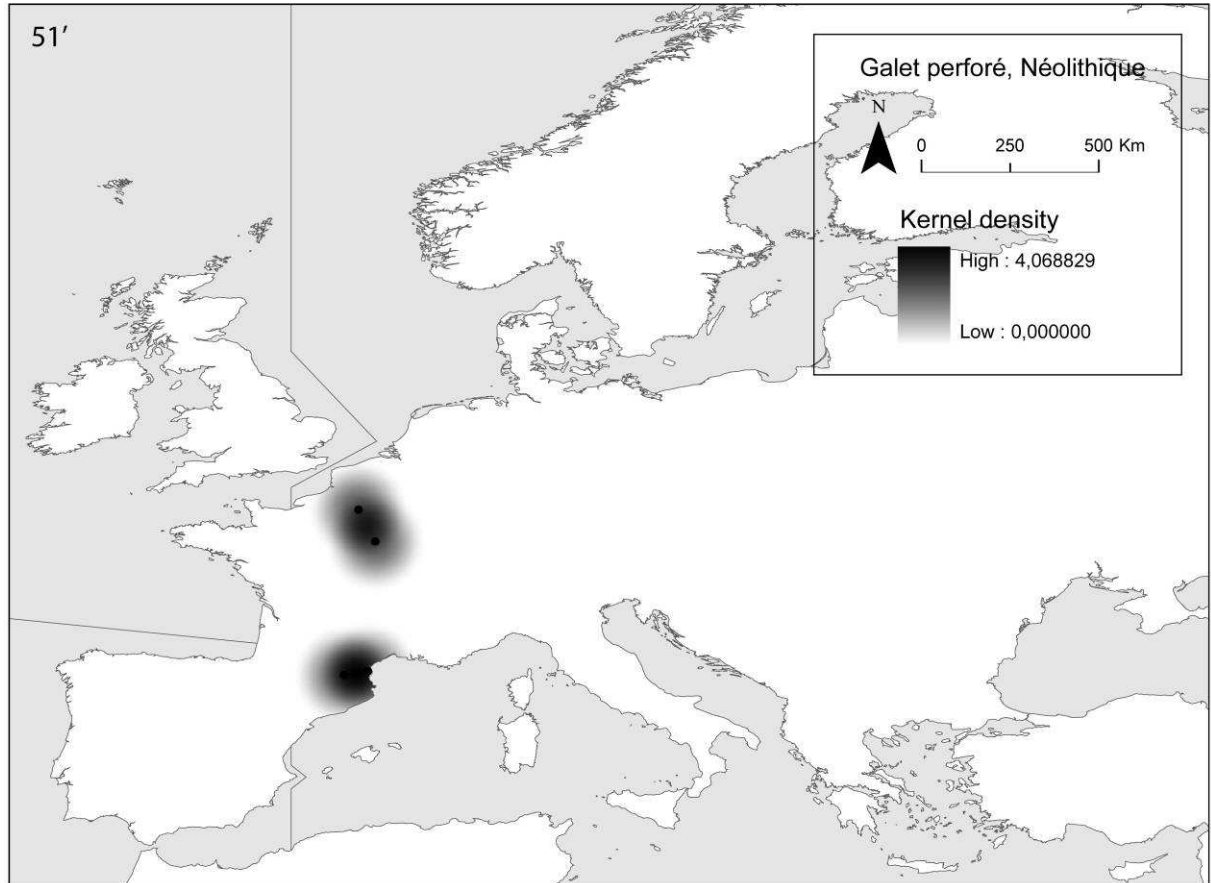 51′
Galet perforé, Néolithique
N
0 250 500 Km
Kernel density
High : 4,068829
Low : 0,000000